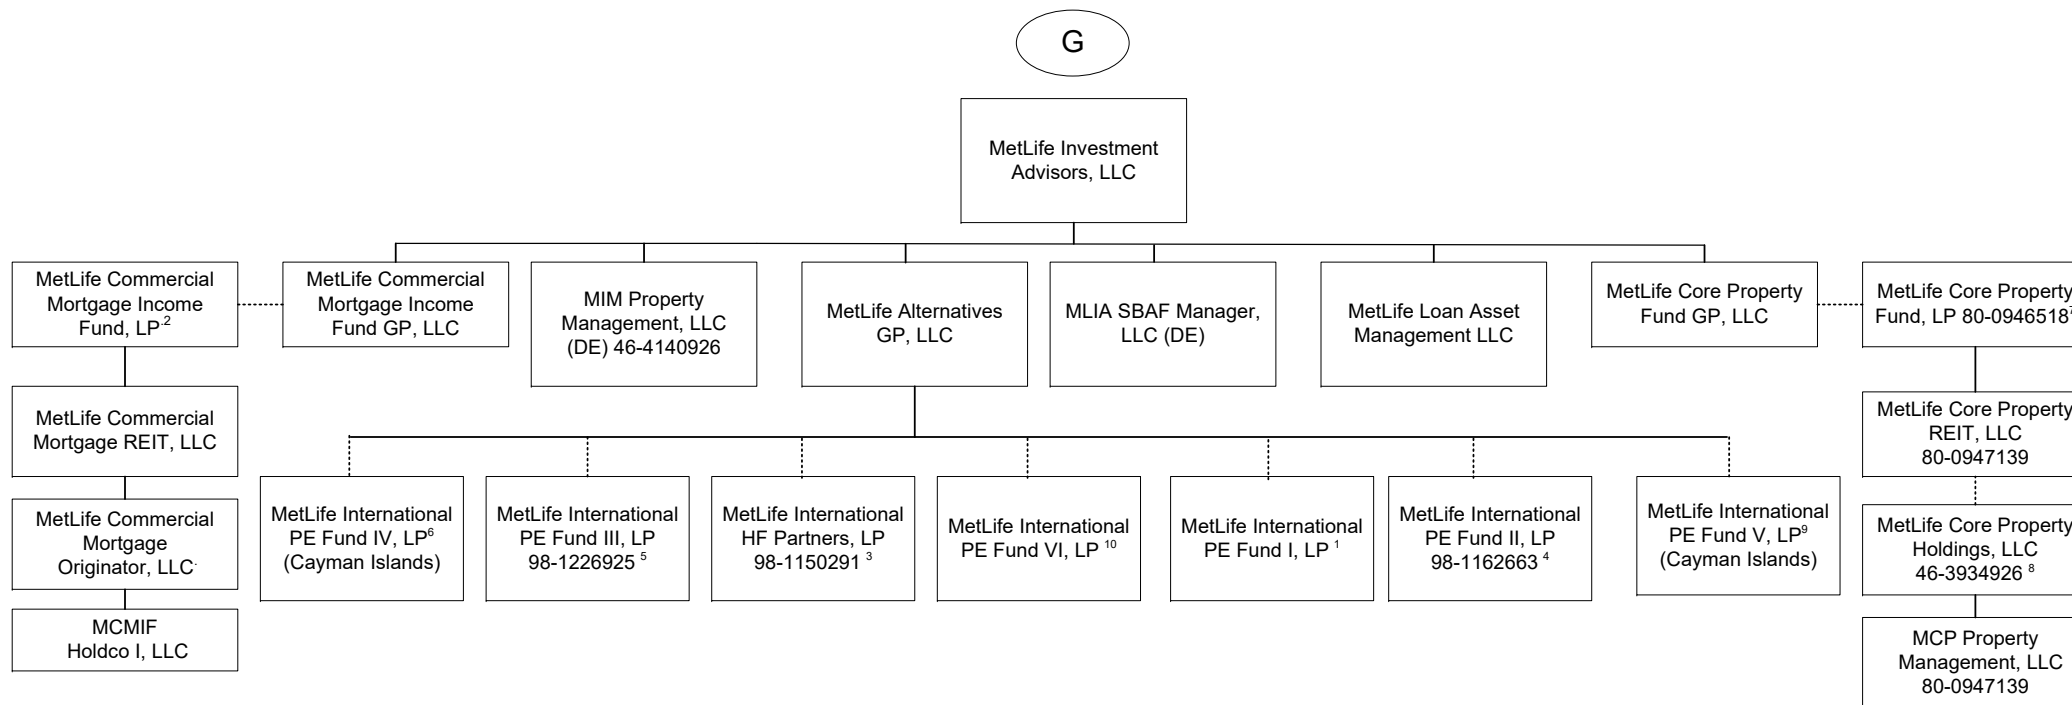 G
MetLife Investment
Advisors, LLC
MetLife Commercial
Mortgage Income
Fund, LP.2
MetLife Commercial
Mortgage Income
Fund GP, LLC
MIM Property
Management, LLC
(DE) 46-4140926
MetLife Alternatives
GP, LLC
MLIA SBAF Manager,
LLC (DE)
MetLife Loan Asset
Management LLC
MetLife Core Property
Fund GP, LLC
MetLife Core Property
Fund, LP 80-0946518
MetLife Commercial
Mortgage REIT, LLC
MetLife Core Property
REIT, LLC
80-0947139
MetLife Commercial
Mortgage
Originator, LLC.
MetLife International
PE Fund IV, LP6
(Cayman Islands)
MetLife International
PE Fund III, LP
98-1226925 5
MetLife International
HF Partners, LP
98-1150291 3
MetLife International
PE Fund VI, LP 10
MetLife International
PE Fund I, LP 1
MetLife International
PE Fund II, LP
98-1162663 4
MetLife International
PE Fund V, LP9
(Cayman Islands)
MetLife Core Property
Holdings, LLC
46-3934926 8
MCMIF
Holdco I, LLC
MCP Property
Management, LLC
80-0947139